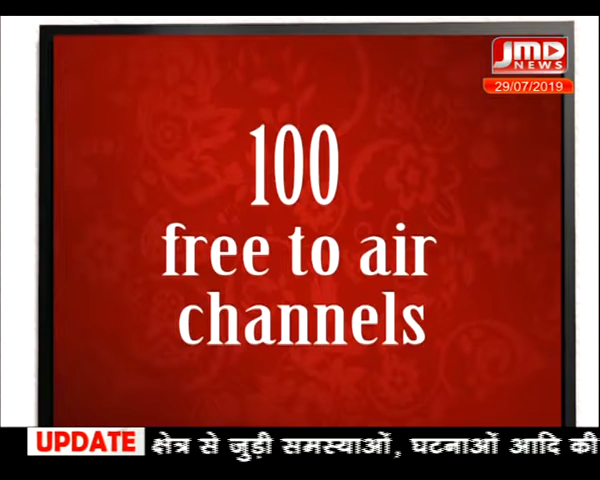 JMD
NEWS
29/07/2019
100
free to air
channels
UPDATE क्षेत्र से जुड़ी समस्याओं, घटनाओं आदि की